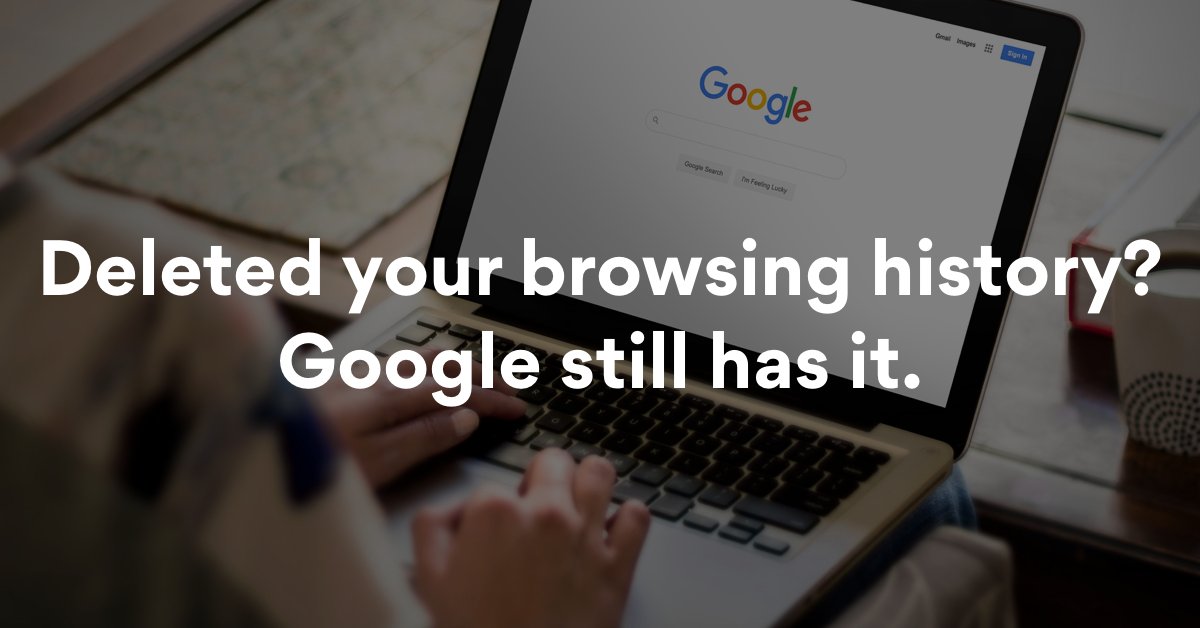 Gmail Images Sign In
Google
Google Search I'm Feeling Lucky
Deleted your browsing history?
Google still has it.